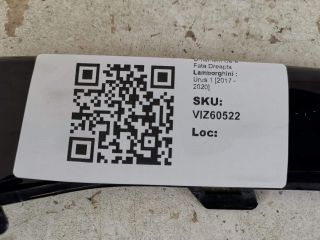 Fata Dreapta
Lamborghini :
Urus 1 [2017 -
2020]
SKU:
VIZ60522
Loc: